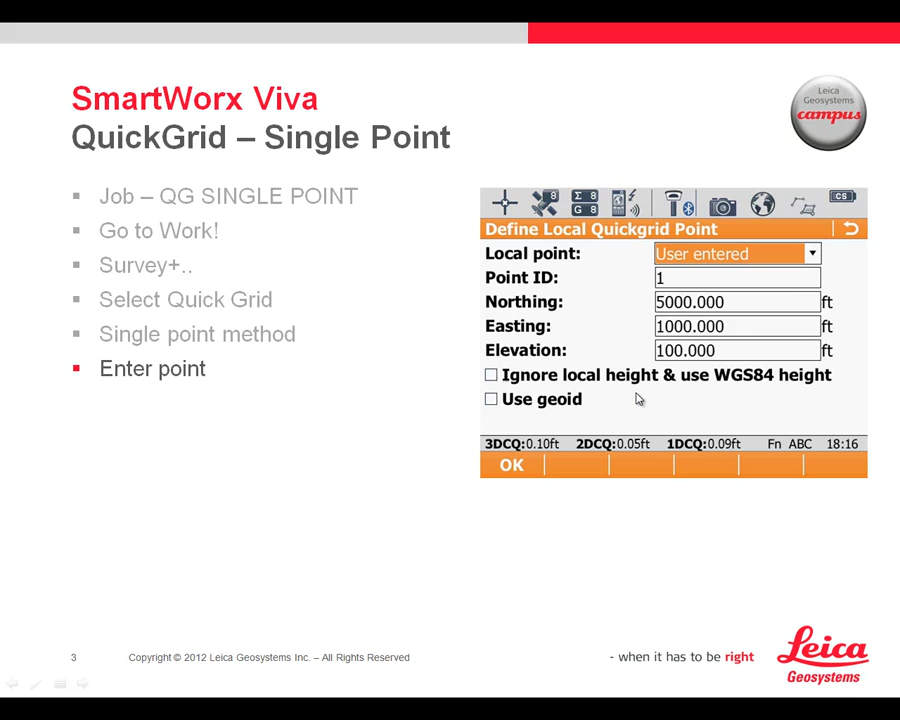 SmartWorx Viva
QuickGrid – Single Point
Leica
Geosystems
campus
Job – QG SINGLE POINT
Go to Work!
Survey+..
Select Quick Grid
Single point method
Enter point
8 Σ 8 G 8 CS
Define Local Quickgrid Point
Local point: User entered
Point ID: 1
Northing: 5000.000 ft
Easting: 1000.000 ft
Elevation: 100.000 ft
Ignore local height & use WGS84 height
Use geoid
3DCQ:0.10ft 2DCQ:0.05ft 1DCQ:0.09ft Fn ABC 18:16
OK
3 Copyright © 2012 Leica Geosystems Inc. – All Rights Reserved
- when it has to be right
Leica
Geosystems